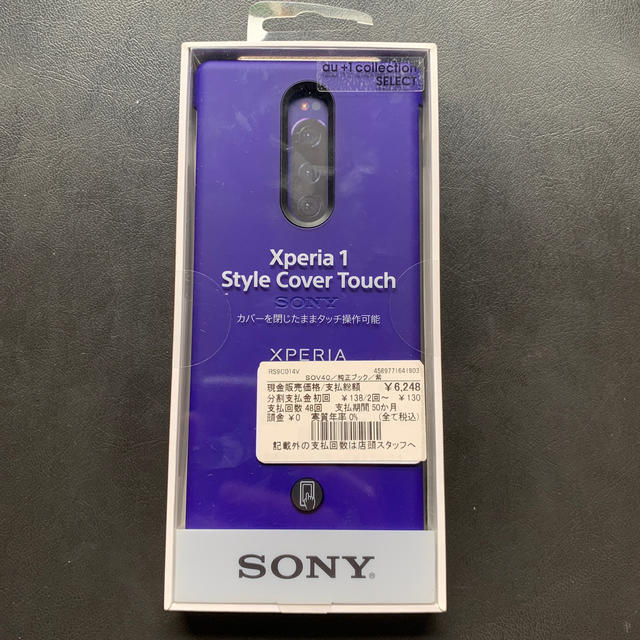 au +1 collection
SELECT
Xperia 1
Style Cover Touch
SONY
カバーを閉じたままタッチ操作可能
XPERIA
RS9C014V 4589771641803
SOV40／純正ブック／紫
現金販売価格/支払総額 ￥6,248
分割支払金 初回 ￥138/2回～ ￥130
支払回数 48回 支払期間 50か月
頭金 ￥0 実質年率 0% (全て税込)
記載外の支払回数は店頭スタッフへ
SONY®